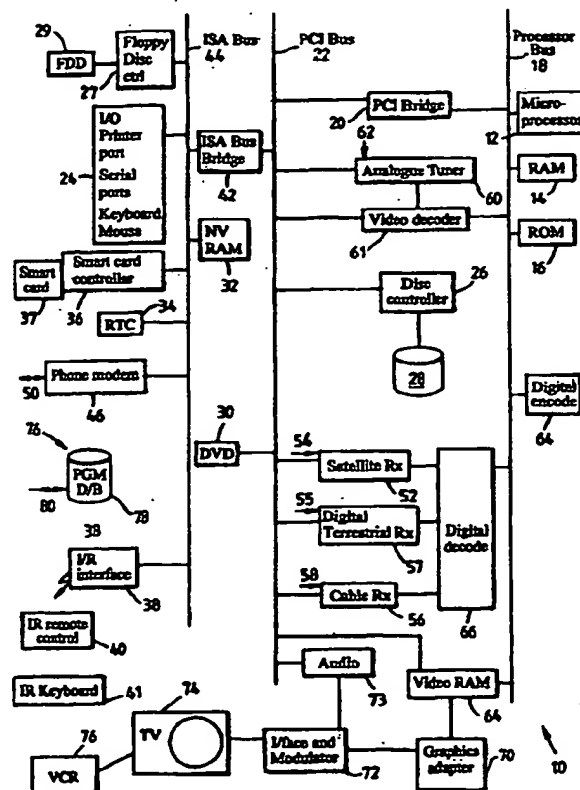 29
FDD
Floppy
Disc
ctrl
27
ISA Bus
44
PCI Bus
22
Processor
Bus
18
I/O
Printer
port
Serial
ports
Keyboard
Mouse
24
ISA Bus
Bridge
42
PCI Bridge
20
Micro-
processor
12
62
Analogue Tuner
60
RAM
14
Video decoder
61
NV
RAM
32
ROM
16
Smart
card
37
Smart card
controller
36
34
RTC
Disc
controller
26
28
Phone modem
50
46
Digital
encode
64
30
DVD
76
PGM
D/B
80
78
54
Satellite Rx
52
55
Digital
Terrestrial Rx
57
58
Cable Rx
56
Digital
decode
66
38
I/R
interface
38
IR remote
control
40
IR Keyboard
41
74
TV
76
VCR
Audio
73
Video RAM
64
I/face and
Modulator
72
Graphics
adapter
70
10